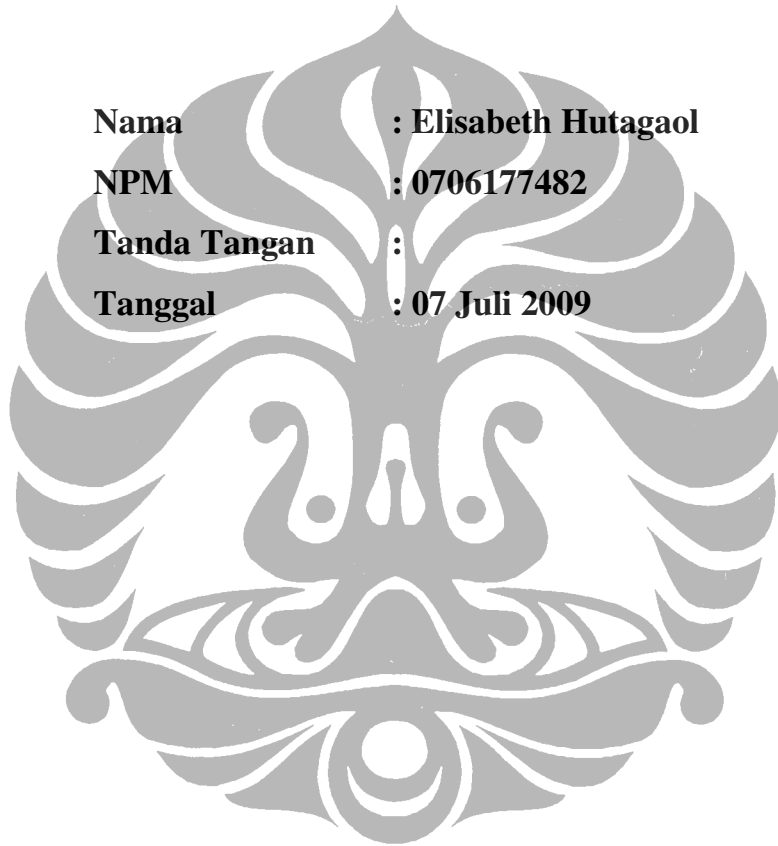 Nama : Elisabeth Hutagaol
NPM : 0706177482
Tanda Tangan :
Tanggal : 07 Juli 2009